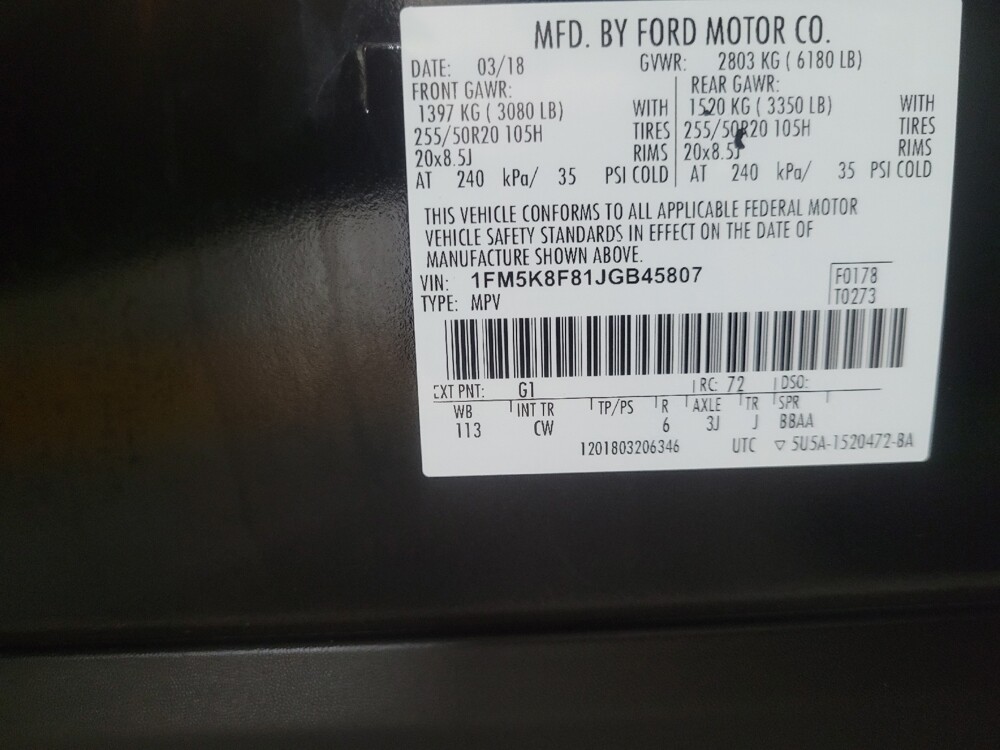 MFD. BY FORD MOTOR CO.
DATE: 03/18 GVWR: 2803 KG ( 6180 LB)
FRONT GAWR: REAR GAWR:
1397 KG ( 3080 LB) WITH 1520 KG ( 3350 LB) WITH
255/50R20 105H TIRES 255/50R20 105H TIRES
20x8.5J RIMS 20x8.5J RIMS
AT 240 kPa/ 35 PSI COLD AT 240 kPa/ 35 PSI COLD
THIS VEHICLE CONFORMS TO ALL APPLICABLE FEDERAL MOTOR
VEHICLE SAFETY STANDARDS IN EFFECT ON THE DATE OF
MANUFACTURE SHOWN ABOVE.
VIN: 1FM5K8F81JGB45807 F0178
TYPE: MPV T0273
EXT PNT: G1 RC: 72 DSO:
WB INT TR TP/PS R AXLE TR SPR
113 CW 6 3J J BBAA
1201803206346 UTC ▽ 5U5A-1520472-BA